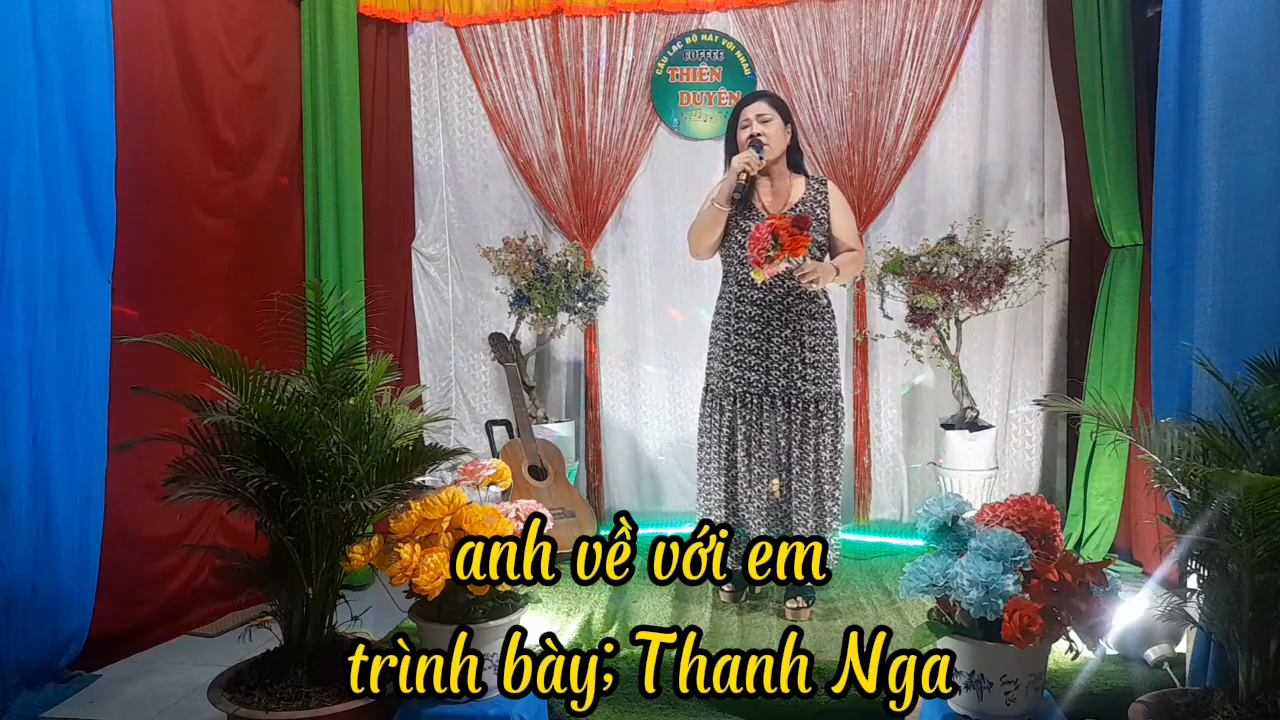 CÂU LẠC BỘ HÁT VỚI NHAU
COFFEE
THIÊN
DUYÊN
anh về với em
trình bày; Thanh Nga